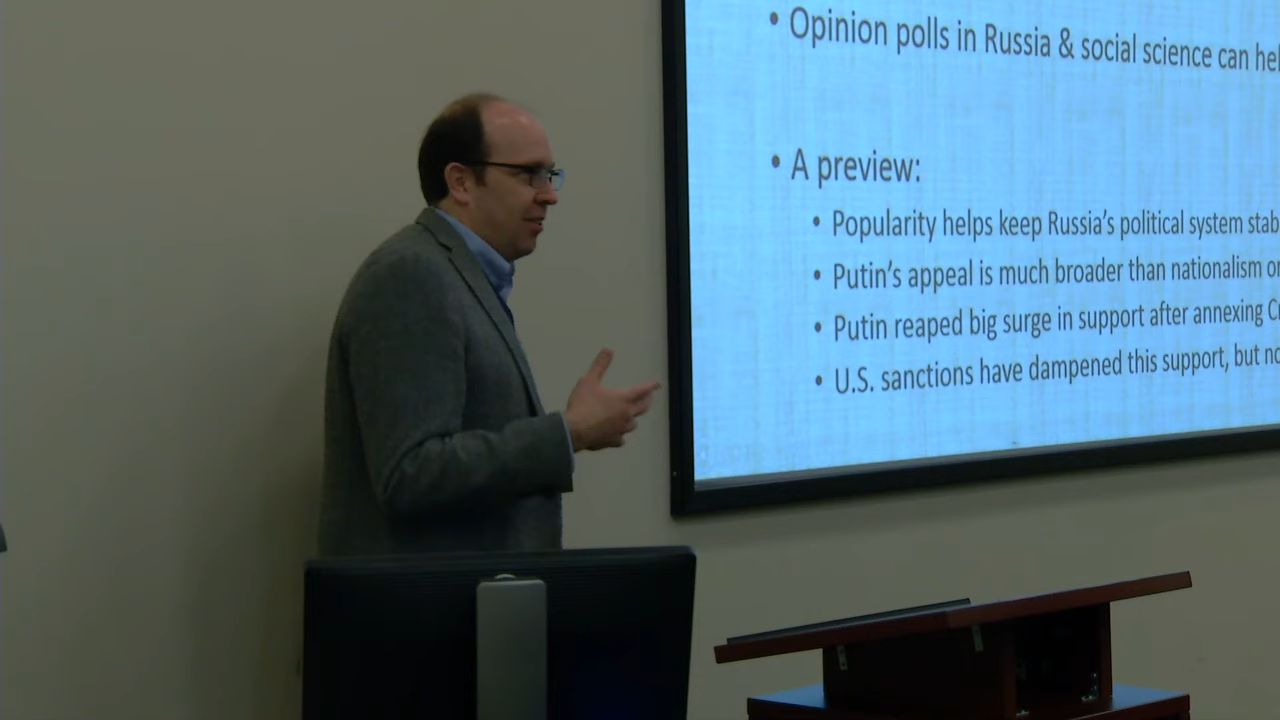 • Opinion polls in Russia & social science can
• A preview:
• Popularity helps keep Russia's political system
• Putin's appeal is much broader than nationalism
• Putin reaped big surge in support after annexing
• U.S. sanctions have dampened this support, but